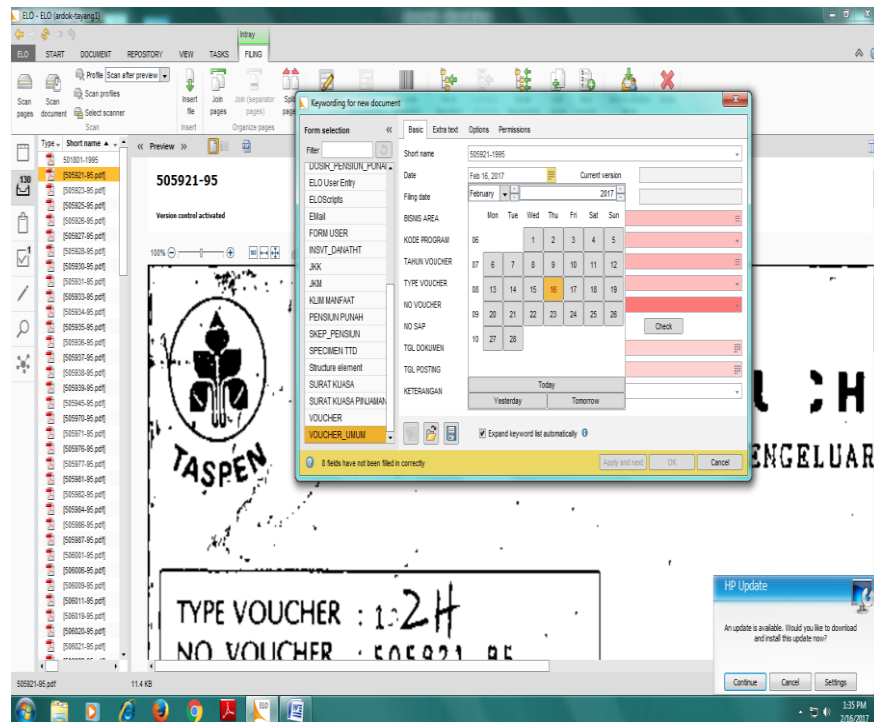 ELO - ELO (ardok-tayang1)
Intray
ELO START DOCUMENT REPOSITORY VIEW TASKS FILING
Profile Scan after preview
Scan profiles
Select scanner
Scan pages
Scan document
Insert file
Join pages
Join (separator pages)
Scan
Insert
Organize pages
Type Short name
130
1
501801-1995
[505921-95.pdf]
[505923-95.pdf]
[505925-95.pdf]
[505926-95.pdf]
[505927-95.pdf]
[505928-95.pdf]
[505930-95.pdf]
[505931-95.pdf]
[505933-95.pdf]
[505934-95.pdf]
[505935-95.pdf]
[505936-95.pdf]
[505937-95.pdf]
[505938-95.pdf]
[505939-95.pdf]
[505945-95.pdf]
[505970-95.pdf]
[505971-95.pdf]
[505976-95.pdf]
[505977-95.pdf]
[505981-95.pdf]
[505982-95.pdf]
[505984-95.pdf]
[505986-95.pdf]
[505987-95.pdf]
[506001-95.pdf]
[506006-95.pdf]
[506009-95.pdf]
[506011-95.pdf]
[506019-95.pdf]
[506020-95.pdf]
[506021-95.pdf]
« Preview »
505921-95
Version control activated
100%
TASPEN
ENGELUAR
TYPE VOUCHER :
2H
NO VOUCHER : 505921 95
Keywording for new document
Form selection «
Filter
DOSIR_PENSIUN_PUNAH
ELO User Entry
ELOScripts
EMail
FORM USER
INSVT_DANATHT
JKK
JKM
KLIM MANFAAT
PENSIUN PUNAH
SKEP_PENSIUN
SPECIMEN TTD
Structure element
SURAT KUASA
SURAT KUASA PINJAMAN
VOUCHER
VOUCHER_UMUM
Basic Extra text Options Permissions
Short name 505921-1995
Date Feb 16, 2017 Current version
Filing date
BISNIS AREA
KODE PROGRAM
TAHUN VOUCHER
TYPE VOUCHER
NO VOUCHER
NO SAP Check
TGL DOKUMEN
TGL POSTING
KETERANGAN
February 2017
Mon Tue Wed Thu Fri Sat Sun
06 1 2 3 4 5
07 6 7 8 9 10 11 12
08 13 14 15 16 17 18 19
09 20 21 22 23 24 25 26
10 27 28
Today
Yesterday Tomorrow
Expand keyword list automatically
8 fields have not been filled in correctly
Apply and next OK Cancel
HP Update
An update is available. Would you like to download
and install this update now?
Continue Cancel Settings
505921-95.pdf 11.4 KB
ELO
1:35 PM
2/16/2017